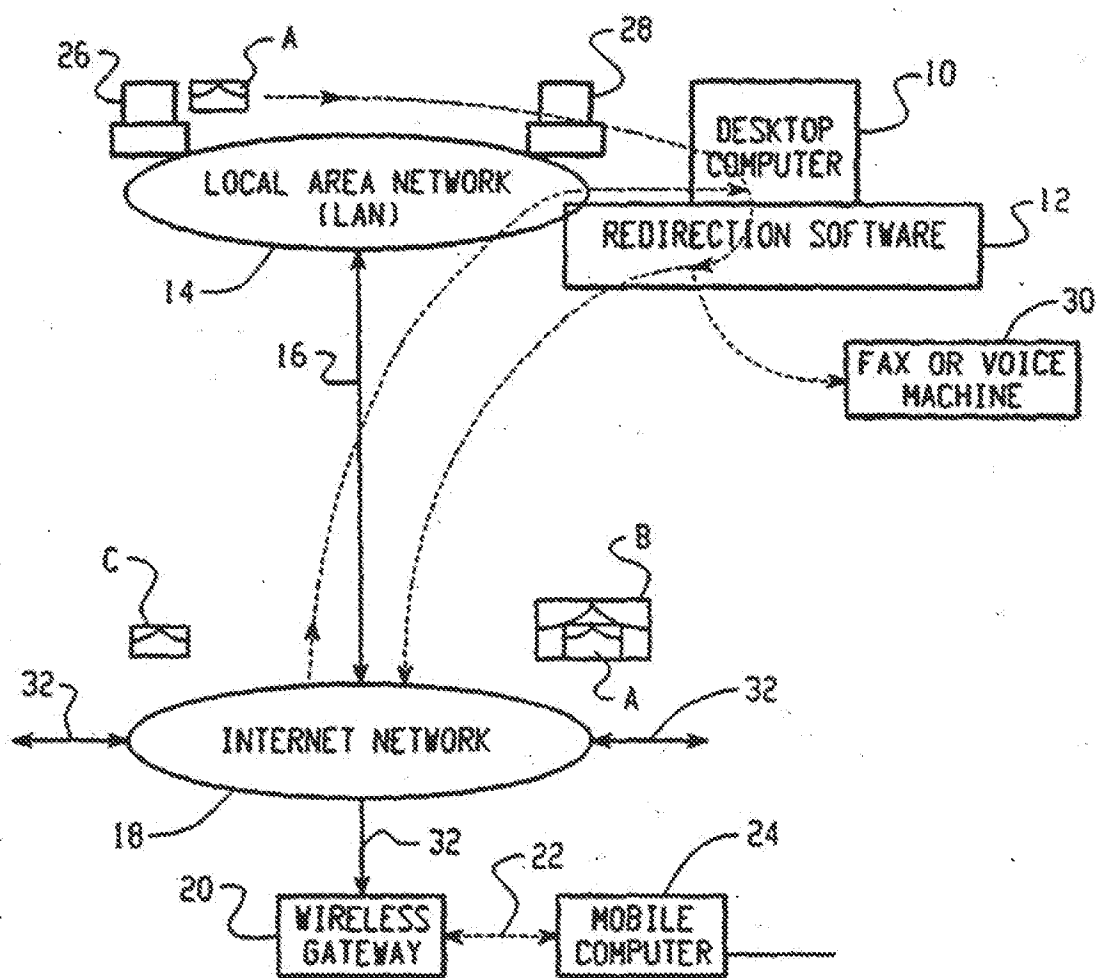 26
A
28
10
DESKTOP
COMPUTER
LOCAL AREA NETWORK
(LAN)
12
REDIRECTION SOFTWARE
14
30
16
FAX OR VOICE
MACHINE
C
B
A
32
32
INTERNET NETWORK
18
32
22
24
20
WIRELESS
GATEWAY
MOBILE
COMPUTER